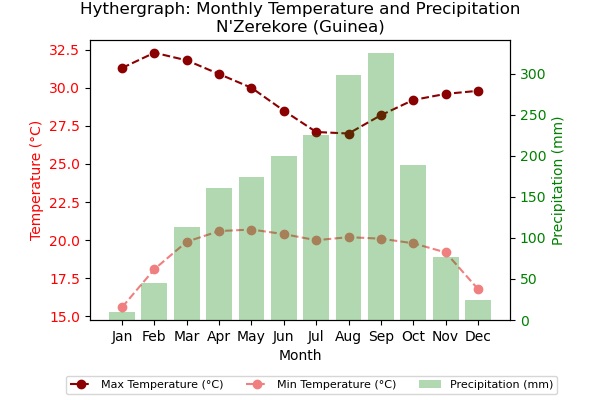 Hythergraph: Monthly Temperature and Precipitation
N'Zerekore (Guinea)
Temperature (°C)
32.5
30.0
27.5
25.0
22.5
20.0
17.5
15.0
300
250
200
150
100
50
0
Precipitation (mm)
Jan Feb Mar Apr May Jun Jul Aug Sep Oct Nov Dec
Month
Max Temperature (°C) Min Temperature (°C) Precipitation (mm)